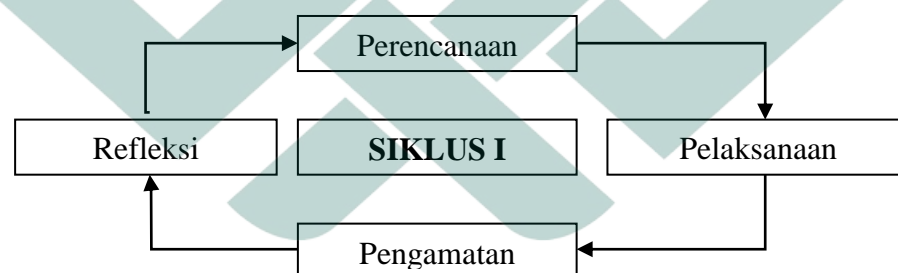 Perencanaan
Refleksi
SIKLUS I
Pelaksanaan
Pengamatan